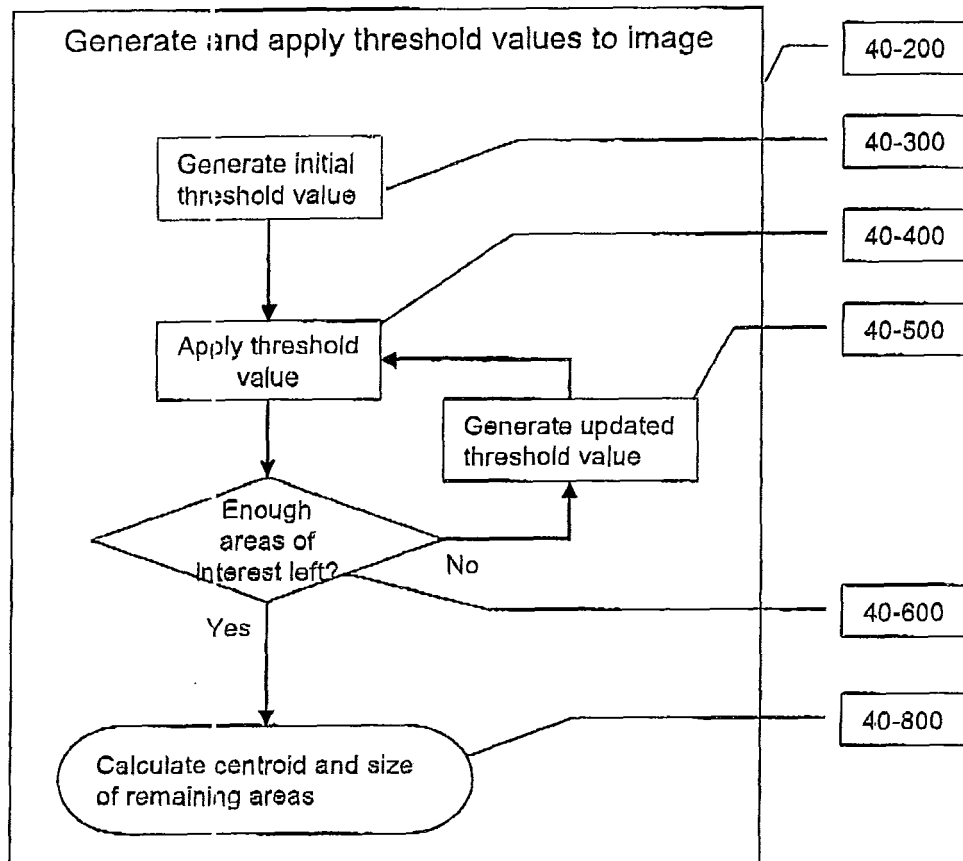 Generate and apply threshold values to image
40-200
Generate initial
threshold value
40-300
Apply threshold
value
40-400
Generate updated
threshold value
40-500
Enough
areas of
interest left?
No
Yes
40-600
Calculate centroid and size
of remaining areas
40-800